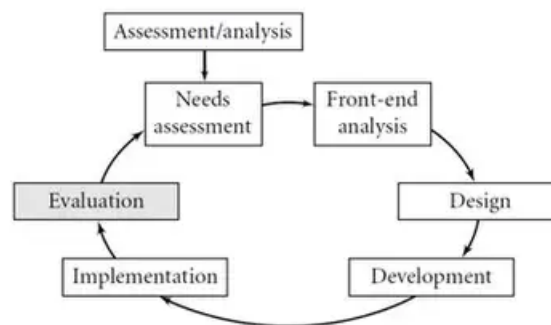 Assessment/analysis
Needs
assessment
Front-end
analysis
Evaluation
Design
Implementation
Development